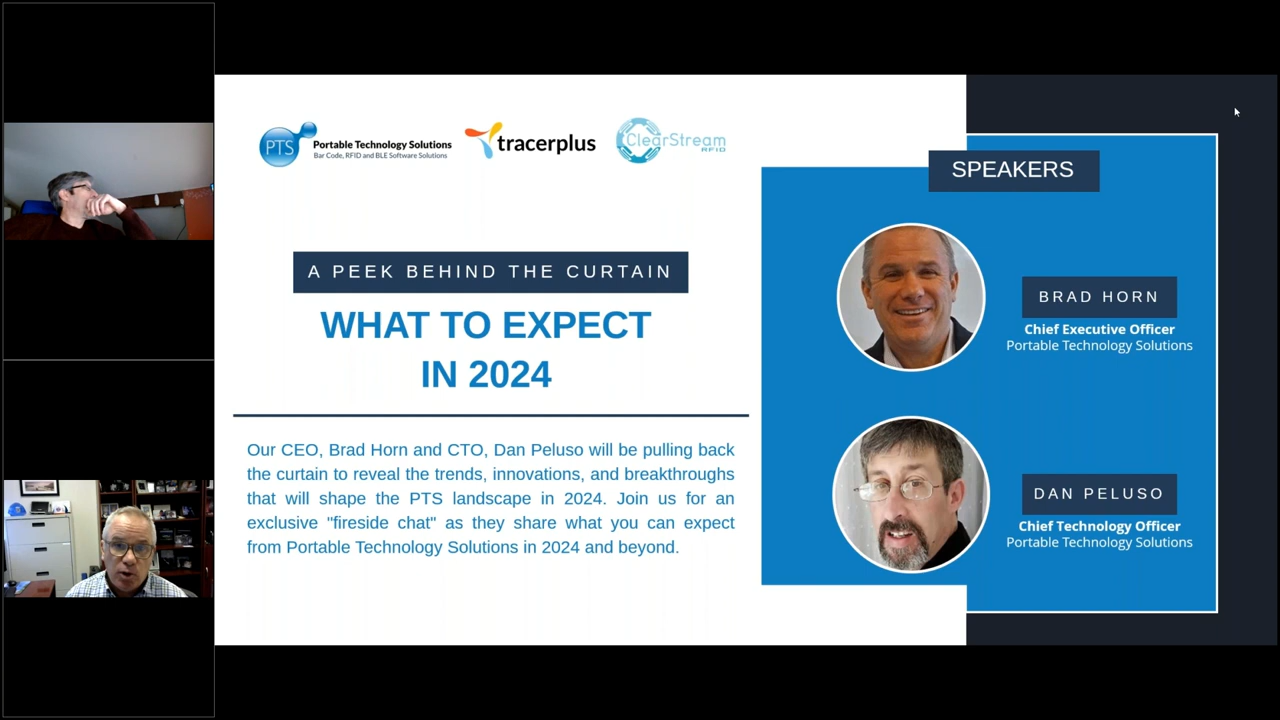 PTS
Portable Technology Solutions
Bar Code, RFID and BLE Software Solutions
tracerplus
ClearStream
RFID
A PEEK BEHIND THE CURTAIN
WHAT TO EXPECT
IN 2024
Our CEO, Brad Horn and CTO, Dan Peluso will be pulling back
the curtain to reveal the trends, innovations, and breakthroughs
that will shape the PTS landscape in 2024. Join us for an
exclusive "fireside chat" as they share what you can expect
from Portable Technology Solutions in 2024 and beyond.
SPEAKERS
BRAD HORN
Chief Executive Officer
Portable Technology Solutions
DAN PELUSO
Chief Technology Officer
Portable Technology Solutions